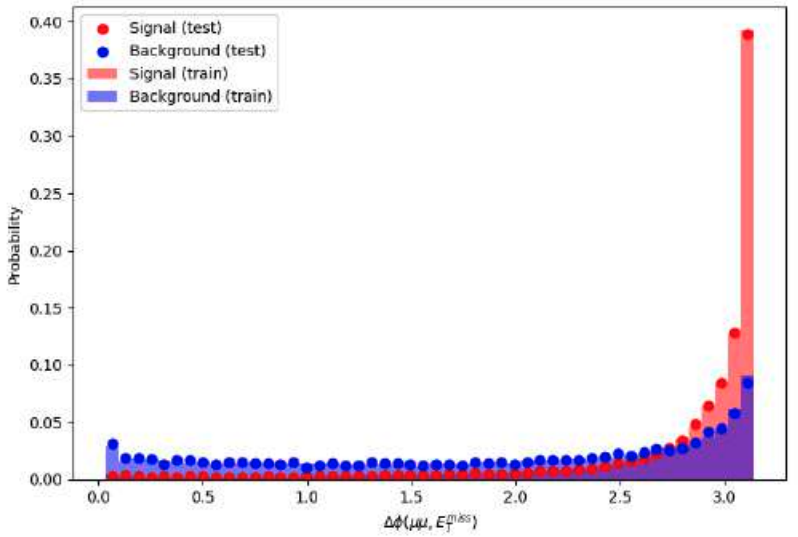 Signal (test)
Background (test)
Signal (train)
Background (train)
0.40
0.35
0.30
0.25
0.20
0.15
0.10
0.05
0.00
Probability
0.0 0.5 1.0 1.5 2.0 2.5 3.0
Δϕ(μμ, E_T^miss)